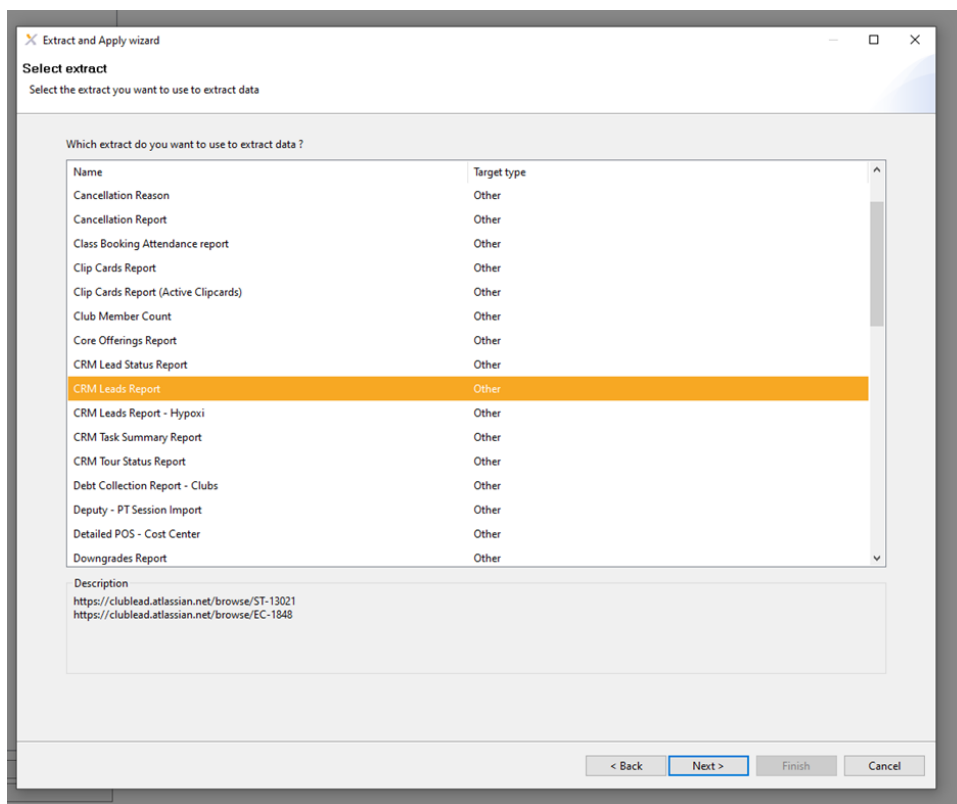 Extract and Apply wizard
Select extract
Select the extract you want to use to extract data
Which extract do you want to use to extract data ?
Name Target type
Cancellation Reason Other
Cancellation Report Other
Class Booking Attendance report Other
Clip Cards Report Other
Clip Cards Report (Active Clipcards) Other
Club Member Count Other
Core Offerings Report Other
CRM Lead Status Report Other
CRM Leads Report Other
CRM Leads Report - Hypoxi Other
CRM Task Summary Report Other
CRM Tour Status Report Other
Debt Collection Report - Clubs Other
Deputy - PT Session Import Other
Detailed POS - Cost Center Other
Downgrades Report Other
Description
https://clublead.atlassian.net/browse/ST-13021
https://clublead.atlassian.net/browse/EC-1848
< Back Next > Finish Cancel